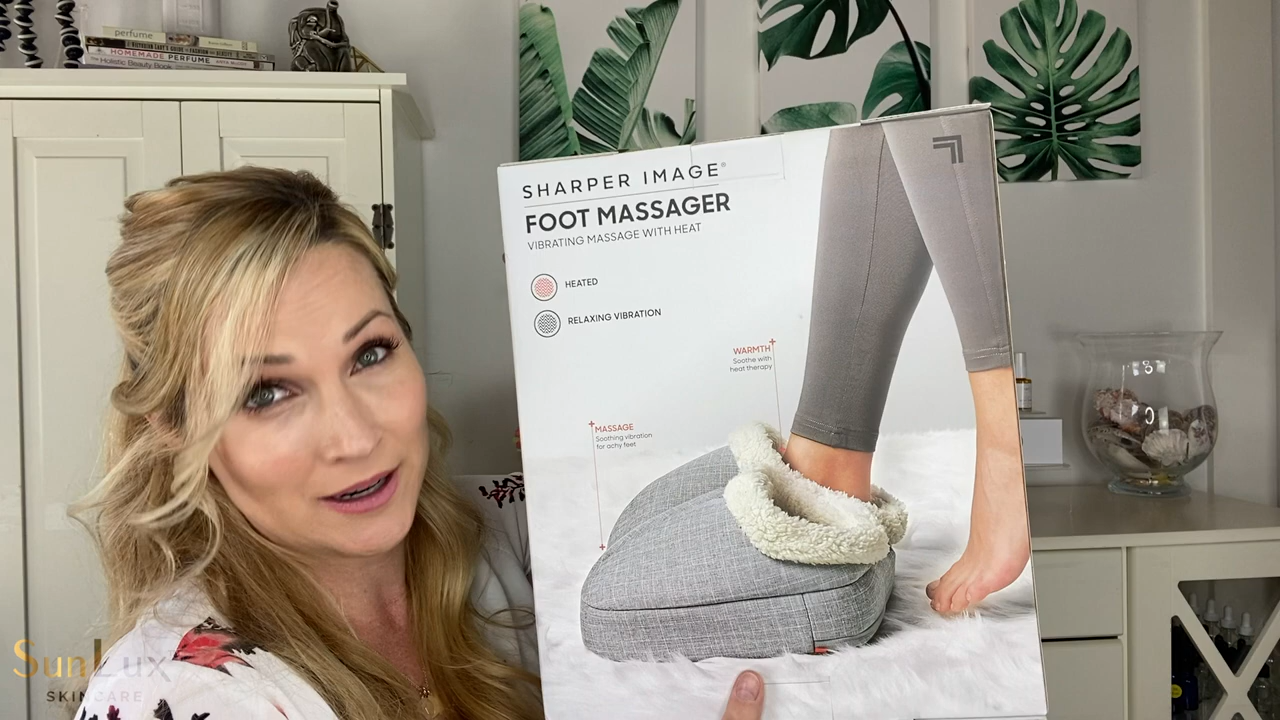 perfume
HOMEMADE PERFUME
Holistic Beauty Book
SHARPER IMAGE®
FOOT MASSAGER
VIBRATING MASSAGE WITH HEAT
HEATED
RELAXING VIBRATION
WARMTH
Soothe with
heat therapy
MASSAGE
Soothing vibration
for achy feet
SunLux
SKINCARE